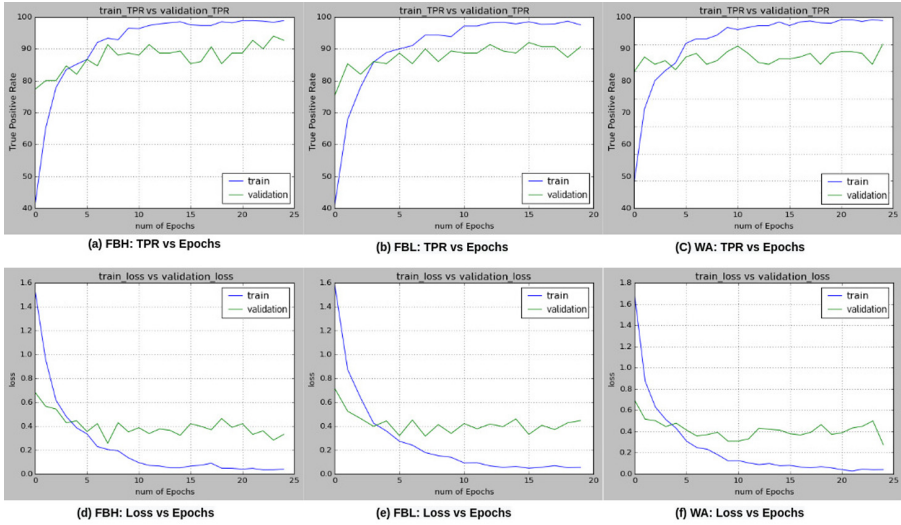 train_TPR vs validation_TPR
100
90
80
70
60
50
40
True Positive Rate
0 5 10 15 20 25
num of Epochs
train
validation
(a) FBH: TPR vs Epochs
train_TPR vs validation_TPR
100
90
80
70
60
50
40
True Positive Rate
0 5 10 15 19
num of Epochs
train
validation
(b) FBL: TPR vs Epochs
train_TPR vs validation_TPR
100
90
80
70
60
50
40
True Positive Rate
0 5 10 15 20 25
num of Epochs
train
validation
(C) WA: TPR vs Epochs
train_loss vs validation_loss
1.6
1.4
1.2
1.0
0.8
0.6
0.4
0.2
0.0
loss
0 5 10 15 20 25
num of Epochs
train
validation
(d) FBH: Loss vs Epochs
train_loss vs validation_loss
1.6
1.4
1.2
1.0
0.8
0.6
0.4
0.2
0.0
loss
0 5 10 15 20
num of Epochs
train
validation
(e) FBL: Loss vs Epochs
train_loss vs validation_loss
1.8
1.6
1.4
1.2
1.0
0.8
0.6
0.4
0.2
0.0
loss
0 5 10 15 20 25
num of Epochs
train
validation
(f) WA: Loss vs Epochs